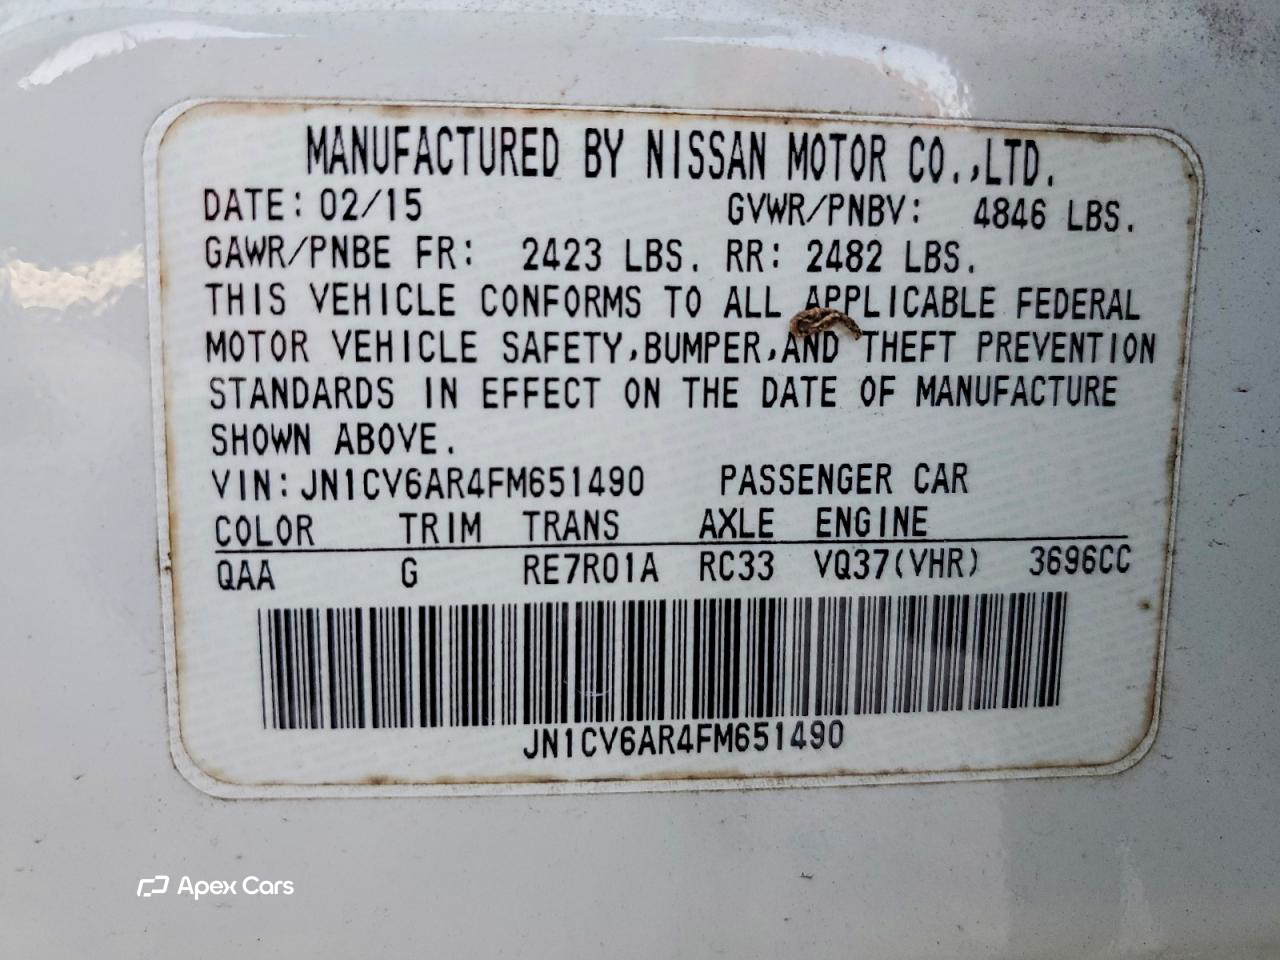 MANUFACTURED BY NISSAN MOTOR CO.,LTD.
DATE: 02/15 GVWR/PNBV: 4846 LBS.
GAWR/PNBE FR: 2423 LBS. RR: 2482 LBS.
THIS VEHICLE CONFORMS TO ALL APPLICABLE FEDERAL
MOTOR VEHICLE SAFETY,BUMPER,AND THEFT PREVENTION
STANDARDS IN EFFECT ON THE DATE OF MANUFACTURE
SHOWN ABOVE.
VIN:JN1CV6AR4FM651490 PASSENGER CAR
COLOR TRIM TRANS AXLE ENGINE
QAA G RE7R01A RC33 VQ37(VHR) 3696CC
JN1CV6AR4FM651490
Apex Cars